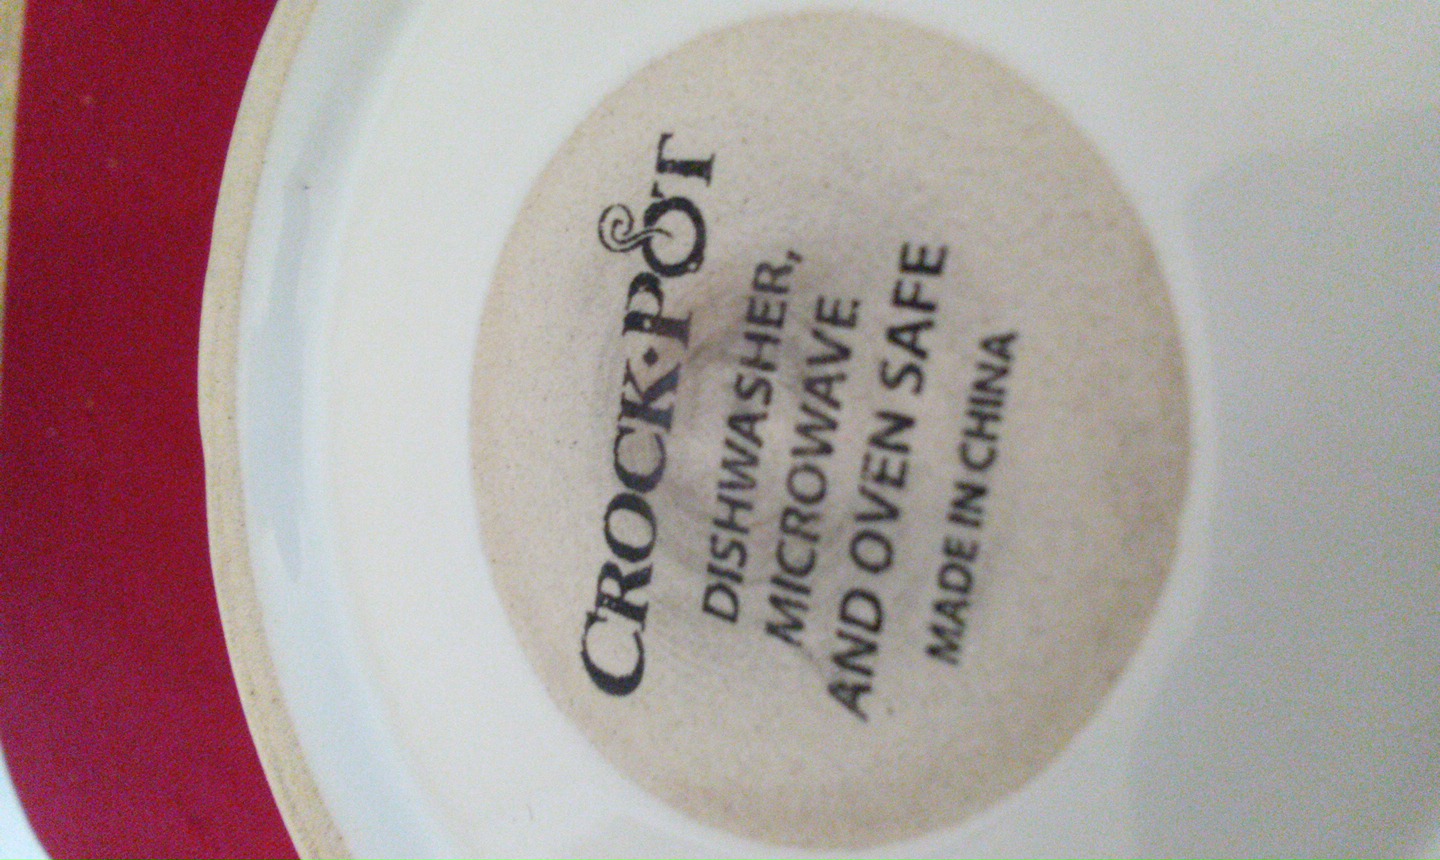 CROCK·POT
DISHWASHER,
MICROWAVE
AND OVEN SAFE
MADE IN CHINA